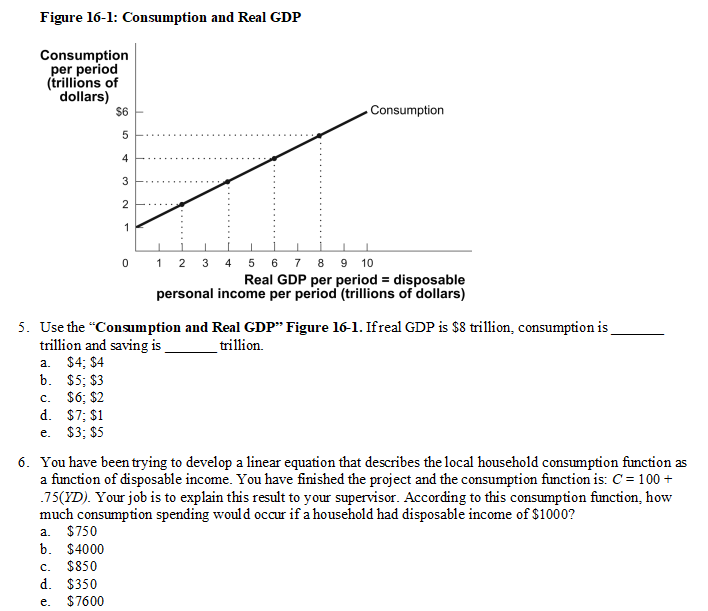 Figure 16-1: Consumption and Real GDP
Consumption
per period
(trillions of
dollars)
$6
Consumption
5
4
3
2
1
0 1 2 3 4 5 6 7 8 9 10
Real GDP per period = disposable
personal income per period (trillions of dollars)
5. Use the “Consumption and Real GDP” Figure 16-1. If real GDP is $8 trillion, consumption is ________
trillion and saving is ________ trillion.
a. $4; $4
b. $5; $3
c. $6; $2
d. $7; $1
e. $3; $5
6. You have been trying to develop a linear equation that describes the local household consumption function as
a function of disposable income. You have finished the project and the consumption function is: C = 100 +
.75(YD). Your job is to explain this result to your supervisor. According to this consumption function, how
much consumption spending would occur if a household had disposable income of $1000?
a. $750
b. $4000
c. $850
d. $350
e. $7600